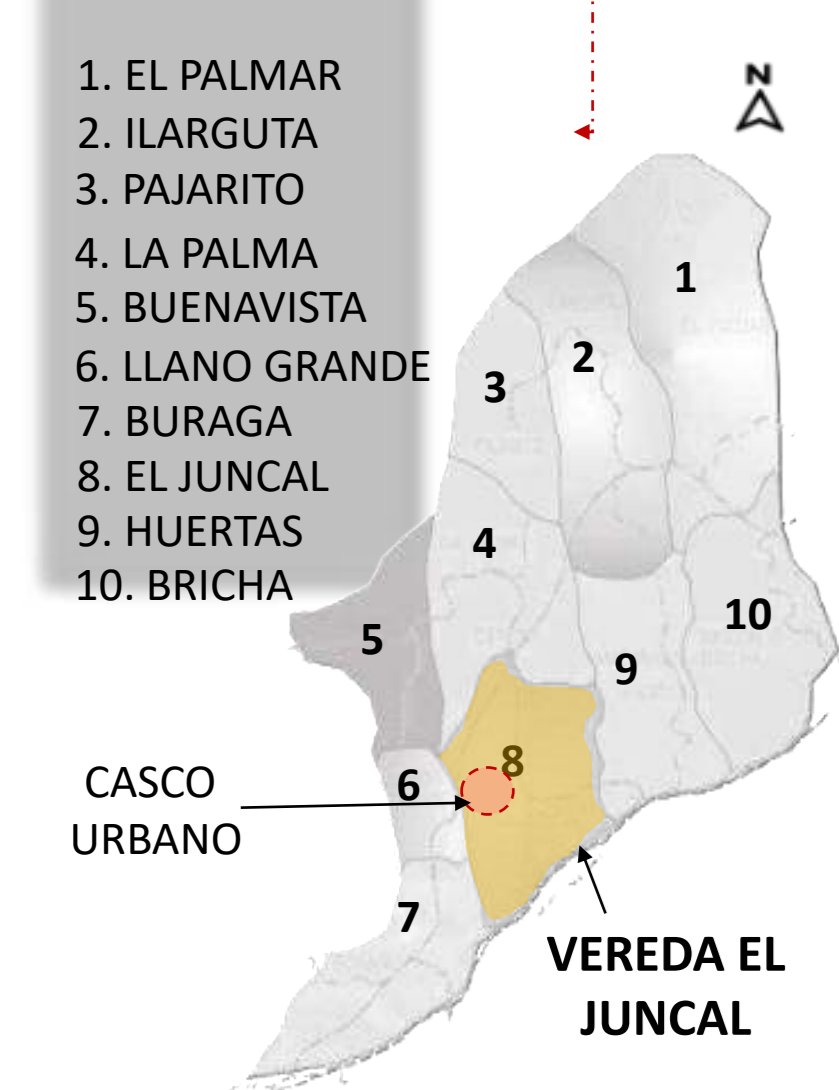 1. EL PALMAR
2. ILARGUTA
3. PAJARITO
4. LA PALMA
5. BUENAVISTA
6. LLANO GRANDE
7. BURAGA
8. EL JUNCAL
9. HUERTAS
10. BRICHA
N
1
2
3
4
5
10
9
8
6
CASCO
URBANO
7
VEREDA EL
JUNCAL